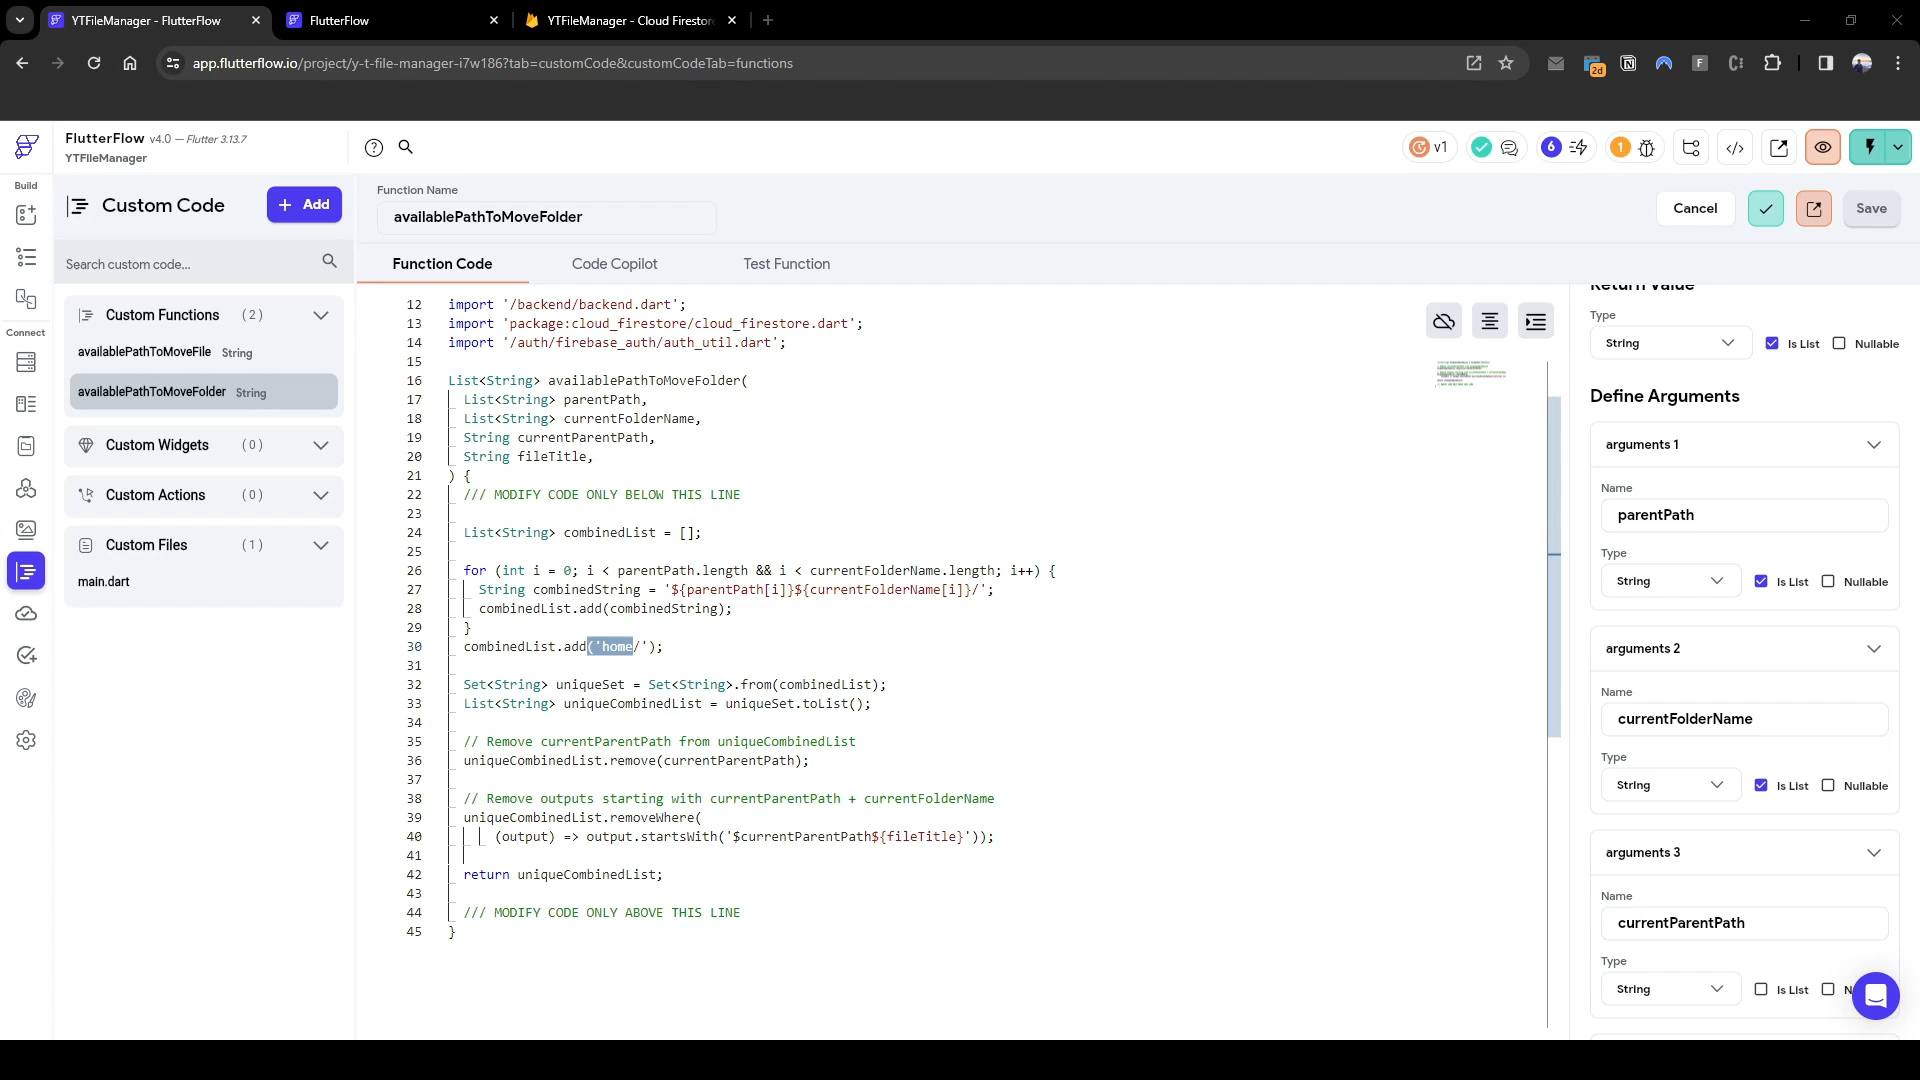 YTFileManager - FlutterFlow
FlutterFlow
YTFileManager - Cloud Firestore
app.flutterflow.io/project/y-t-file-manager-i7w186?tab=customCode&customCodeTab=functions
2d
FlutterFlow v4.0 — Flutter 3.13.7
YTFIleManager
v1
6
1
Build
Connect
Custom Code
+ Add
Search custom code...
Custom Functions (2)
availablePathToMoveFile String
availablePathToMoveFolder String
Custom Widgets (0)
Custom Actions (0)
Custom Files (1)
main.dart
Function Name
availablePathToMoveFolder
Cancel
Save
Function Code
Code Copilot
Test Function
12 import '/backend/backend.dart';
13 import 'package:cloud_firestore/cloud_firestore.dart';
14 import '/auth/firebase_auth/auth_util.dart';
15
16 List<String> availablePathToMoveFolder(
17 List<String> parentPath,
18 List<String> currentFolderName,
19 String currentParentPath,
20 String fileTitle,
21 ) {
22 /// MODIFY CODE ONLY BELOW THIS LINE
23
24 List<String> combinedList = [];
25
26 for (int i = 0; i < parentPath.length && i < currentFolderName.length; i++) {
27 String combinedString = '${parentPath[i]}${currentFolderName[i]}/';
28 combinedList.add(combinedString);
29 }
30 combinedList.add('home/');
31
32 Set<String> uniqueSet = Set<String>.from(combinedList);
33 List<String> uniqueCombinedList = uniqueSet.toList();
34
35 // Remove currentParentPath from uniqueCombinedList
36 uniqueCombinedList.remove(currentParentPath);
37
38 // Remove outputs starting with currentParentPath + currentFolderName
39 uniqueCombinedList.removeWhere(
40 (output) => output.startsWith('$currentParentPath${fileTitle}'));
41
42 return uniqueCombinedList;
43
44 /// MODIFY CODE ONLY ABOVE THIS LINE
45 }
Return Value
Type
String
Is List
Nullable
Define Arguments
arguments 1
Name
parentPath
Type
String
Is List
Nullable
arguments 2
Name
currentFolderName
Type
String
Is List
Nullable
arguments 3
Name
currentParentPath
Type
String
Is List